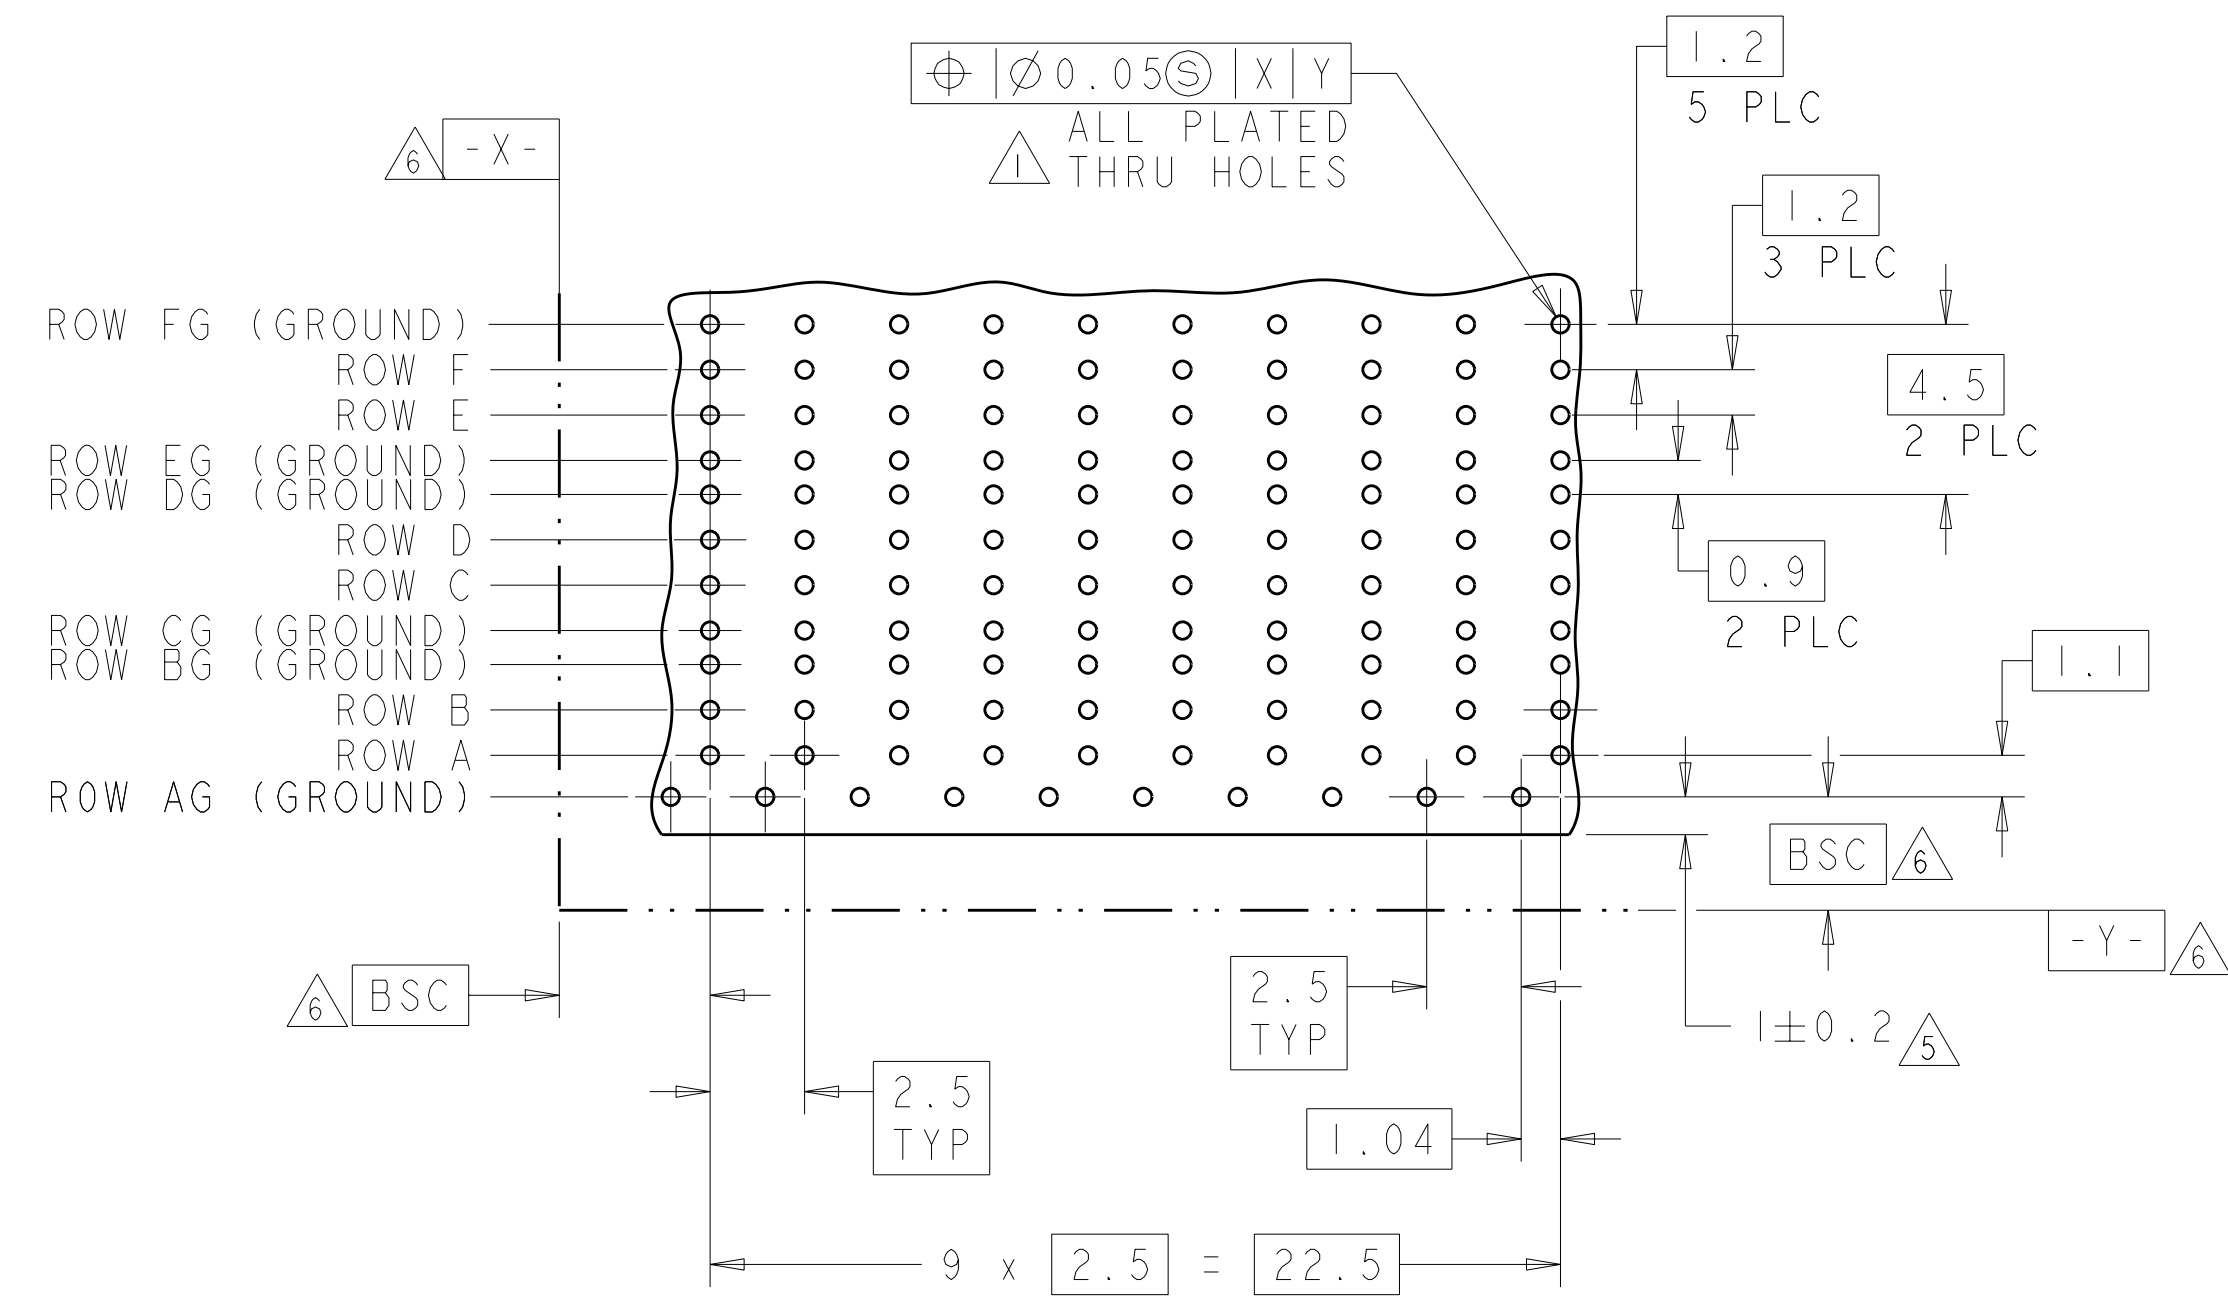 1.2
5 PLC
⌖ ⌀0.05Ⓢ X Y
ALL PLATED
1 THRU HOLES
6 -X-
1.2
3 PLC
ROW FG (GROUND)
ROW F
ROW E
ROW EG (GROUND)
ROW DG (GROUND)
ROW D
ROW C
ROW CG (GROUND)
ROW BG (GROUND)
ROW B
ROW A
ROW AG (GROUND)
4.5
2 PLC
0.9
2 PLC
1.1
BSC 6
-Y- 6
6 BSC
2.5
TYP
1±0.2 5
2.5
TYP
1.04
9 x 2.5 = 22.5